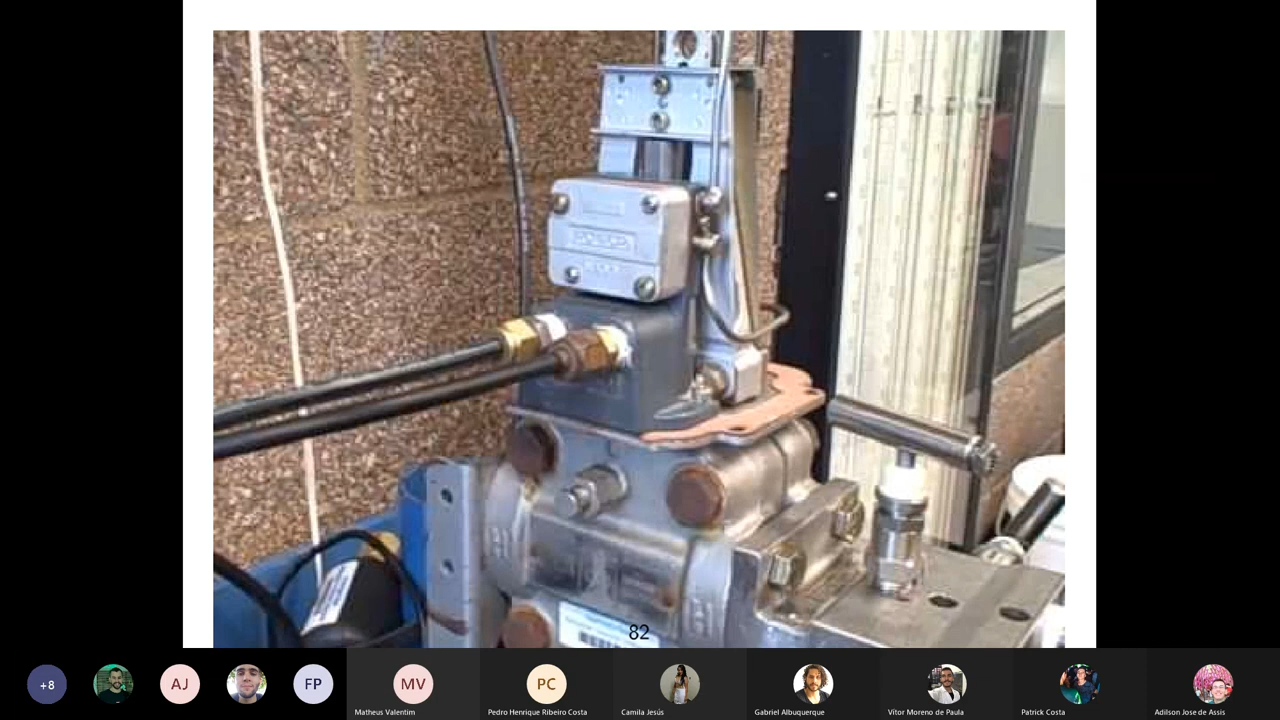 82
+8
AJ
FP
MV
PC
Matheus Valentim
Pedro Henrique Ribeiro Costa
Camila Jesús
Gabriel Albuquerque
Vítor Moreno de Paula
Patrick Costa
Adilson Jose de Assis